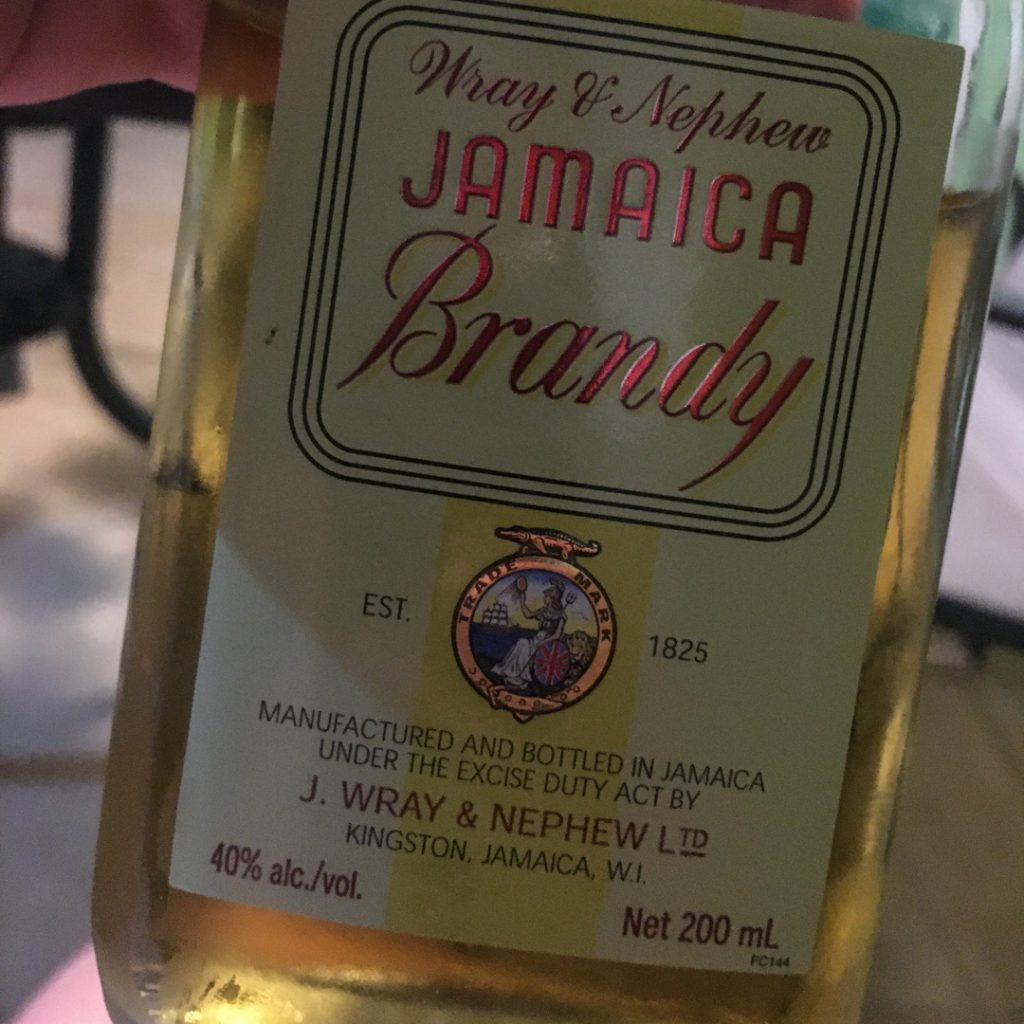 Wray & Nephew
JAMAICA
Brandy
TRADE MARK
EST. 1825
MANUFACTURED AND BOTTLED IN JAMAICA
UNDER THE EXCISE DUTY ACT BY
J. WRAY & NEPHEW LTD
KINGSTON, JAMAICA, W.I.
40% alc./vol.
Net 200 mL
FC144